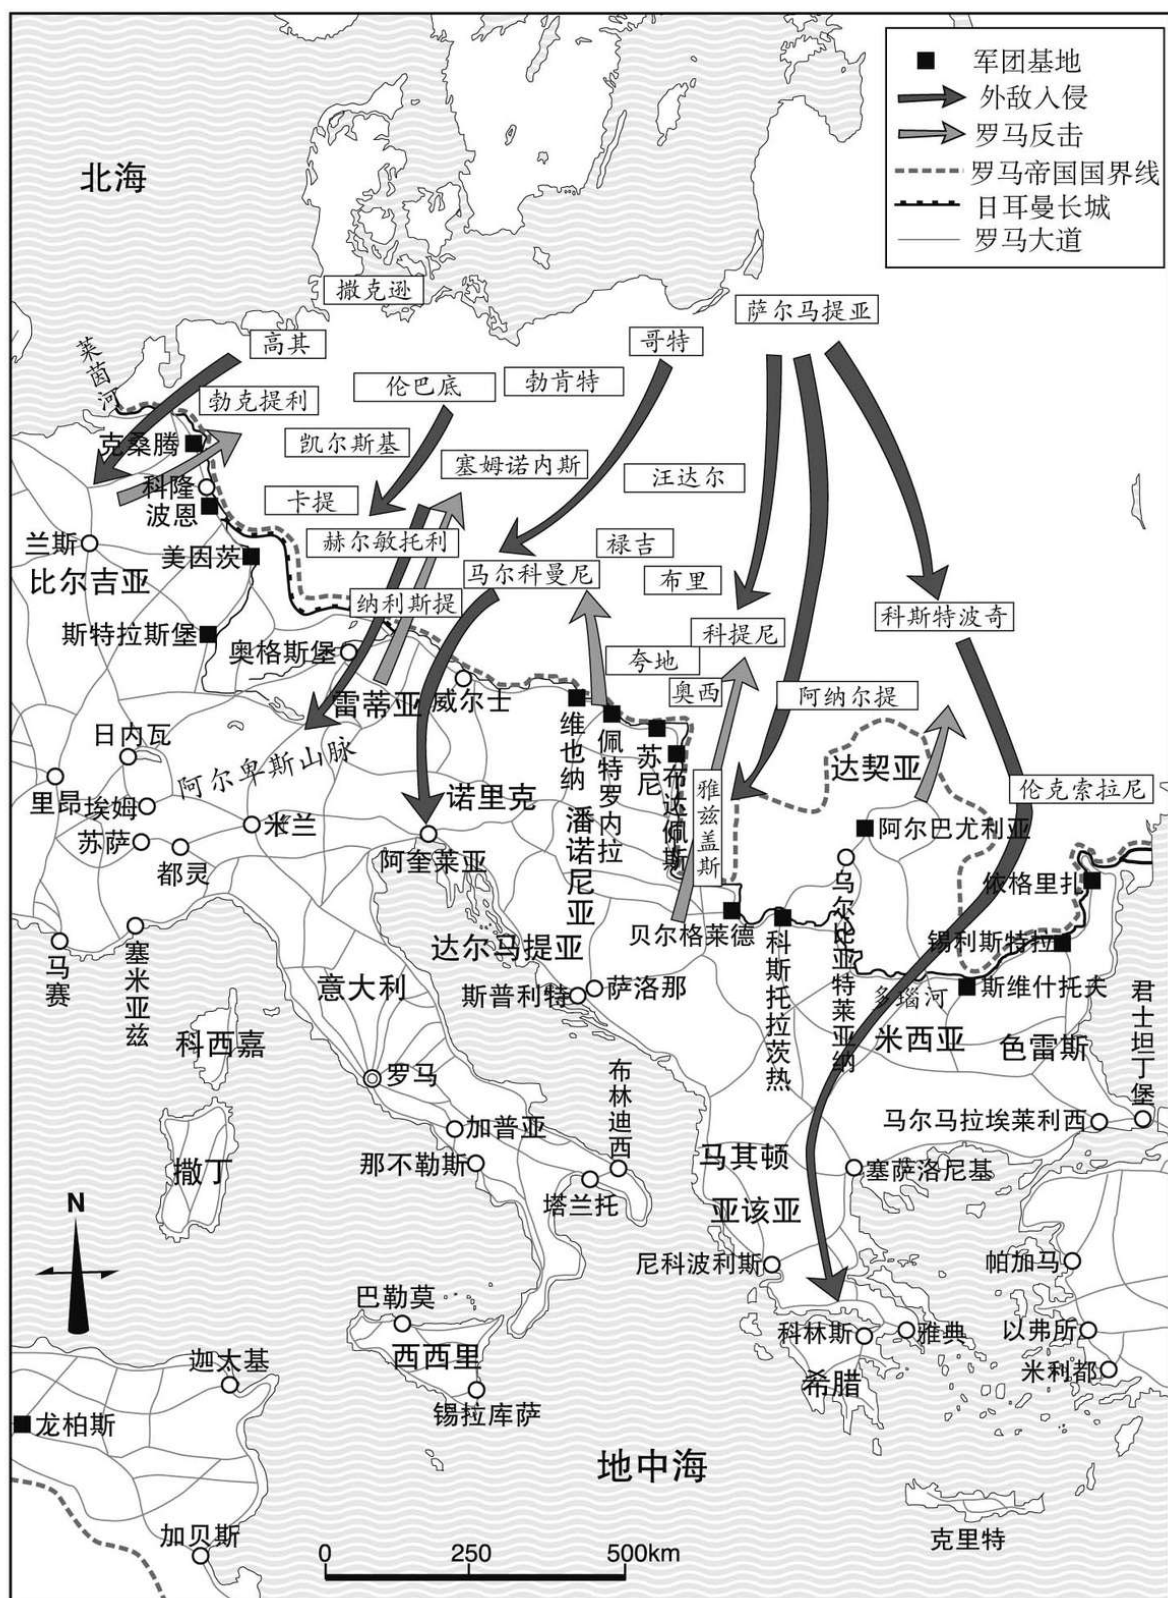 军团基地
外敌入侵
罗马反击
罗马帝国国界线
日耳曼长城
罗马大道
北海
撒克逊
萨尔马提亚
高其
哥特
莱茵河
伦巴底
勃肯特
勃克提利
克桑腾
凯尔斯基
塞姆诺内斯
汪达尔
科隆
卡提
波恩
兰斯
美因茨
赫尔敏托利
禄吉
马尔科曼尼
布里
比尔吉亚
纳利斯提
科斯特波奇
斯特拉斯堡
科提尼
奥格斯堡
夸地
奥西
阿纳尔提
雷蒂亚
威尔士
维也纳
佩特罗内拉
苏尼
布达佩斯
日内瓦
阿尔卑斯山脉
达契亚
雅兹盖斯
伦克索拉尼
里昂
埃姆
诺里克
潘诺尼亚
米兰
阿尔巴尤利亚
苏萨
都灵
阿奎莱亚
乌尔比亚特莱亚纳
依格里扎
马赛
塞米亚兹
达尔马提亚
贝尔格莱德
科斯托拉茨热
锡利斯特拉
意大利
斯普利特
萨洛那
多瑙河
斯维什托夫
君士坦丁堡
科西嘉
米西亚
色雷斯
罗马
布林迪西
加普亚
马尔马拉埃莱利西
那不勒斯
马其顿
塞萨洛尼基
撒丁
塔兰托
亚该亚
N
尼科波利斯
帕加马
巴勒莫
科林斯
雅典
以弗所
迦太基
西西里
希腊
米利都
锡拉库萨
龙柏斯
地中海
加贝斯
克里特
0
250
500km